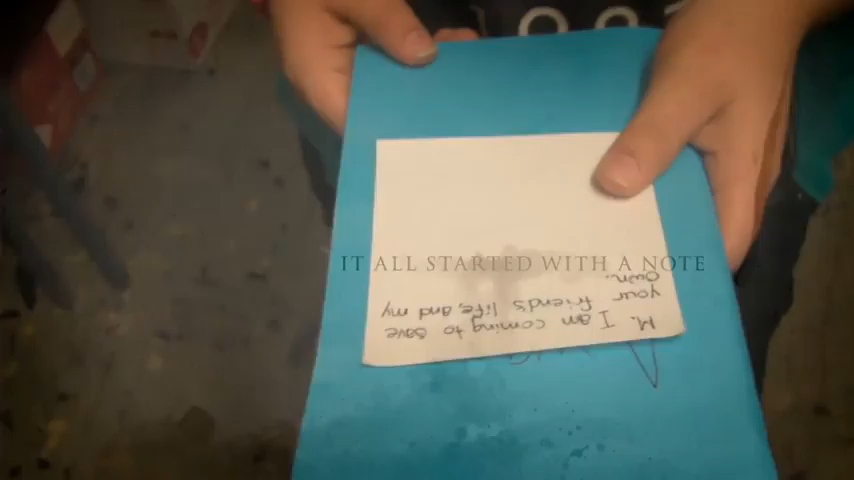 IT ALL STARTED WITH A NOTE
M. I am coming to save
your friend's life, and my
own.